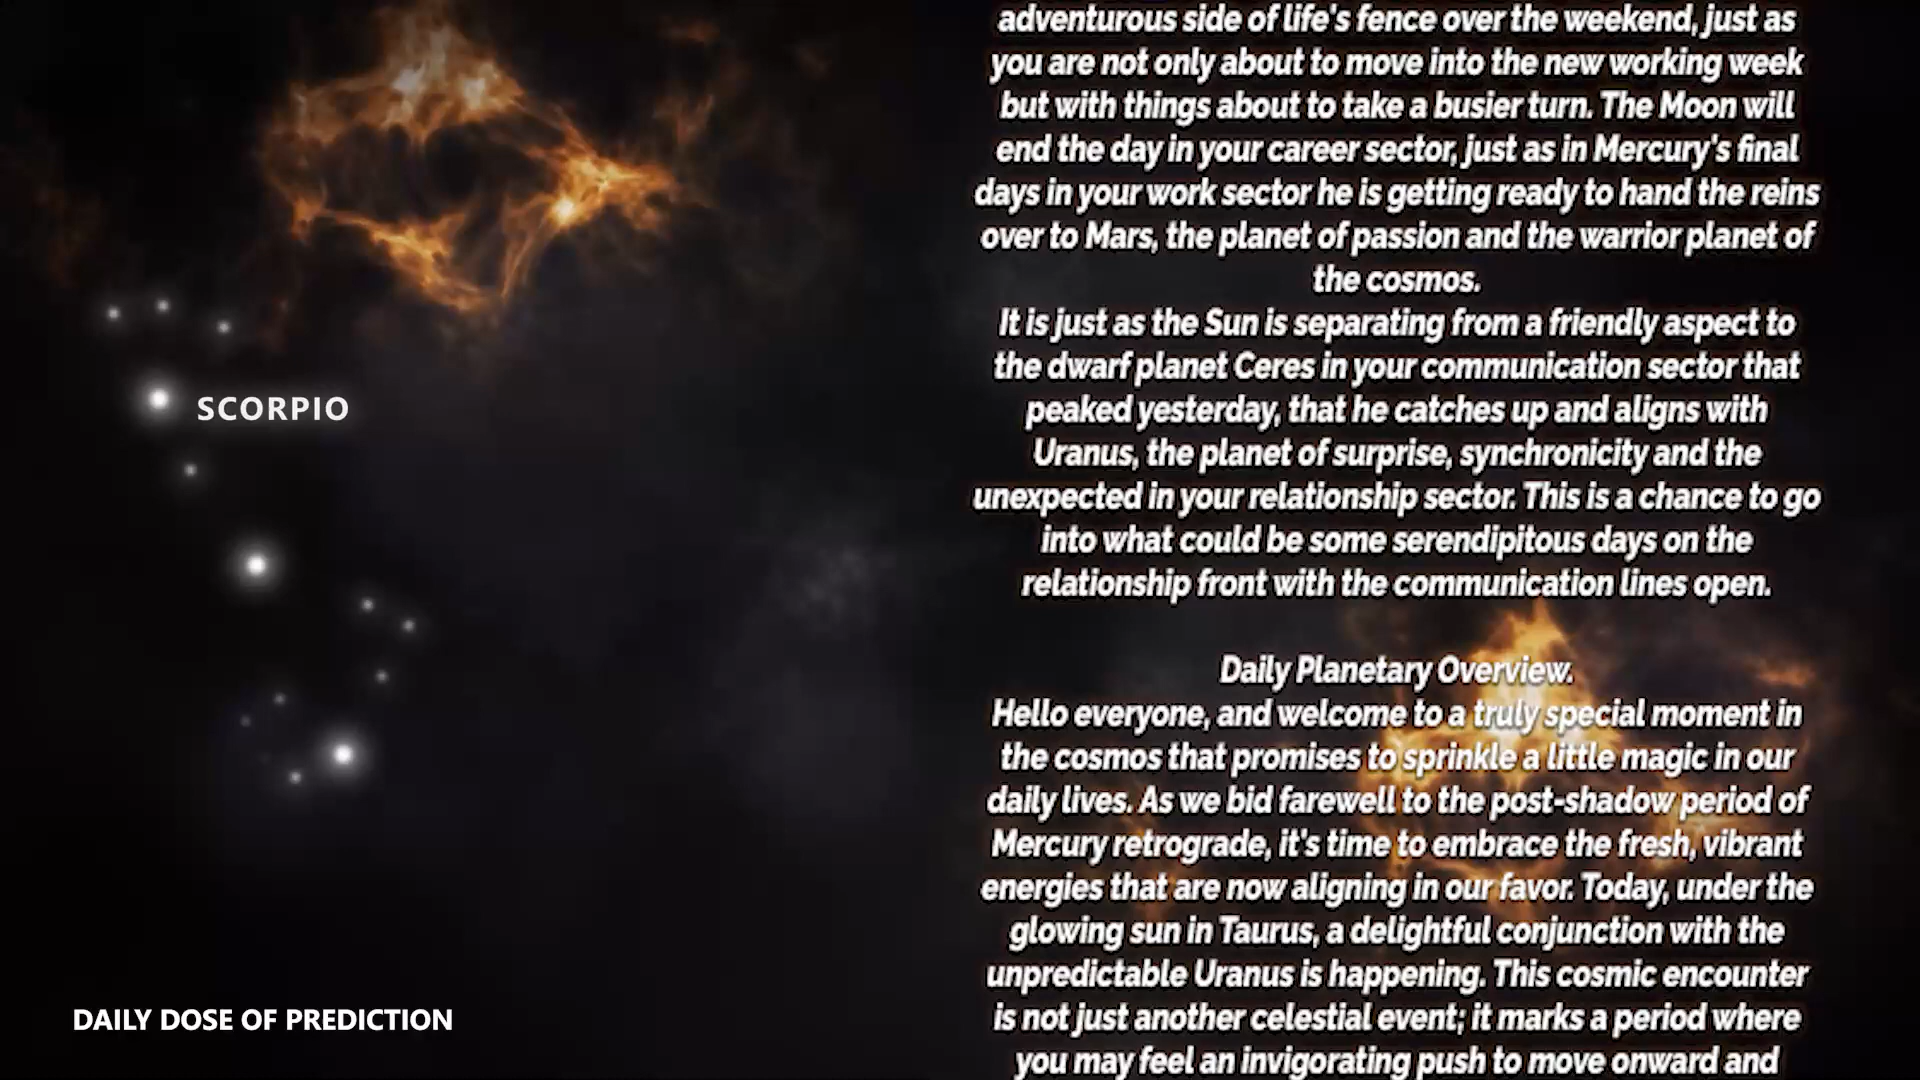 adventurous side of life's fence over the weekend, just as
you are not only about to move into the new working week
but with things about to take a busier turn. The Moon will
end the day in your career sector, just as in Mercury's final
days in your work sector he is getting ready to hand the reins
over to Mars, the planet of passion and the warrior planet of
the cosmos.
It is just as the Sun is separating from a friendly aspect to
the dwarf planet Ceres in your communication sector that
peaked yesterday, that he catches up and aligns with
Uranus, the planet of surprise, synchronicity and the
unexpected in your relationship sector. This is a chance to go
into what could be some serendipitous days on the
relationship front with the communication lines open.
Daily Planetary Overview.
Hello everyone, and welcome to a truly special moment in
the cosmos that promises to sprinkle a little magic in our
daily lives. As we bid farewell to the post-shadow period of
Mercury retrograde, it's time to embrace the fresh, vibrant
energies that are now aligning in our favor. Today, under the
glowing sun in Taurus, a delightful conjunction with the
unpredictable Uranus is happening. This cosmic encounter
is not just another celestial event; it marks a period where
you may feel an invigorating push to move onward and
SCORPIO
DAILY DOSE OF PREDICTION